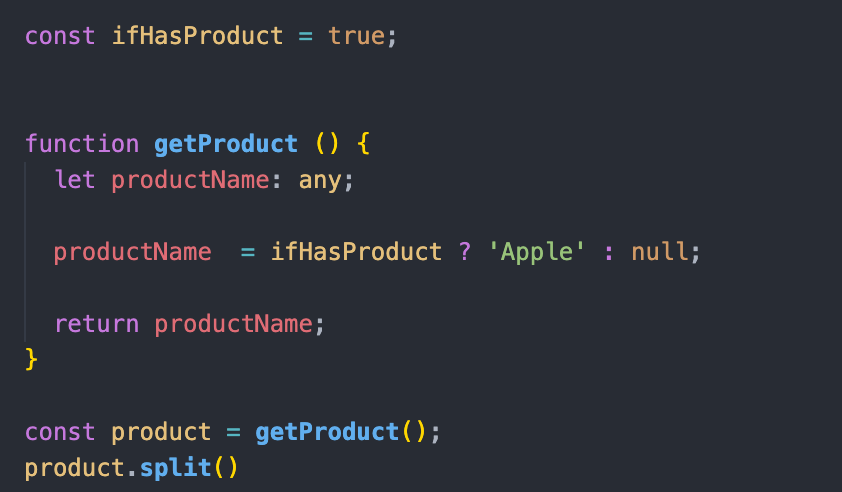 const ifHasProduct = true;
function getProduct () {
let productName: any;
productName  = ifHasProduct ? 'Apple' : null;
return productName;
}
const product = getProduct();
product.split()